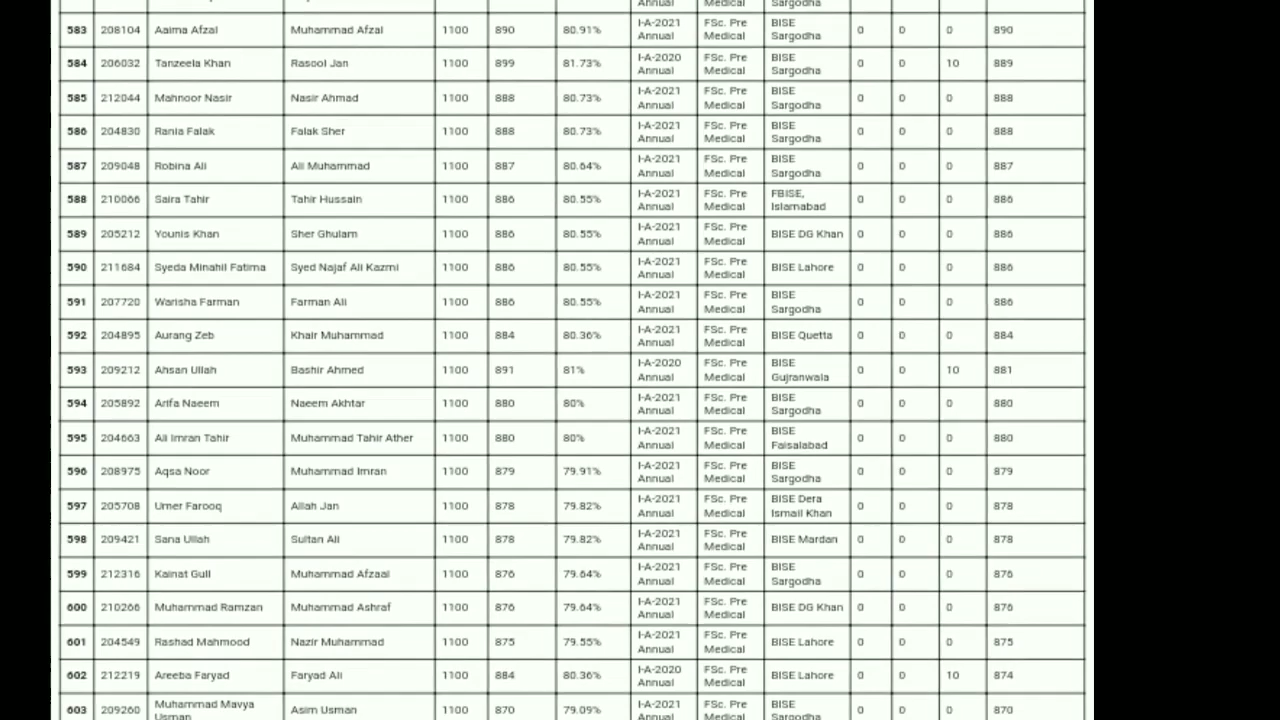 Annual Medical Sargodha
583 208104 Aaima Afzal Muhammad Afzal 1100 890 80.91% I-A-2021 Annual FSc. Pre Medical BISE Sargodha 0 0 0 890
584 206032 Tanzeela Khan Rasool Jan 1100 899 81.73% I-A-2020 Annual FSc. Pre Medical BISE Sargodha 0 0 10 889
585 212044 Mahnoor Nasir Nasir Ahmad 1100 888 80.73% I-A-2021 Annual FSc. Pre Medical BISE Sargodha 0 0 0 888
586 204830 Rania Falak Falak Sher 1100 888 80.73% I-A-2021 Annual FSc. Pre Medical BISE Sargodha 0 0 0 888
587 209048 Robina Ali Ali Muhammad 1100 887 80.64% I-A-2021 Annual FSc. Pre Medical BISE Sargodha 0 0 0 887
588 210066 Saira Tahir Tahir Hussain 1100 886 80.55% I-A-2021 Annual FSc. Pre Medical FBISE, Islamabad 0 0 0 886
589 205212 Younis Khan Sher Ghulam 1100 886 80.55% I-A-2021 Annual FSc. Pre Medical BISE DG Khan 0 0 0 886
590 211684 Syeda Minahil Fatima Syed Najaf Ali Kazmi 1100 886 80.55% I-A-2021 Annual FSc. Pre Medical BISE Lahore 0 0 0 886
591 207720 Warisha Farman Farman Ali 1100 886 80.55% I-A-2021 Annual FSc. Pre Medical BISE Sargodha 0 0 0 886
592 204895 Aurang Zeb Khair Muhammad 1100 884 80.36% I-A-2021 Annual FSc. Pre Medical BISE Quetta 0 0 0 884
593 209212 Ahsan Ullah Bashir Ahmed 1100 891 81% I-A-2020 Annual FSc. Pre Medical BISE Gujranwala 0 0 10 881
594 205892 Arifa Naeem Naeem Akhtar 1100 880 80% I-A-2021 Annual FSc. Pre Medical BISE Sargodha 0 0 0 880
595 204663 Ali Imran Tahir Muhammad Tahir Ather 1100 880 80% I-A-2021 Annual FSc. Pre Medical BISE Faisalabad 0 0 0 880
596 208975 Aqsa Noor Muhammad Imran 1100 879 79.91% I-A-2021 Annual FSc. Pre Medical BISE Sargodha 0 0 0 879
597 205708 Umer Farooq Allah Jan 1100 878 79.82% I-A-2021 Annual FSc. Pre Medical BISE Dera Ismail Khan 0 0 0 878
598 209421 Sana Ullah Sultan Ali 1100 878 79.82% I-A-2021 Annual FSc. Pre Medical BISE Mardan 0 0 0 878
599 212316 Kainat Gull Muhammad Afzaal 1100 876 79.64% I-A-2021 Annual FSc. Pre Medical BISE Sargodha 0 0 0 876
600 210266 Muhammad Ramzan Muhammad Ashraf 1100 876 79.64% I-A-2021 Annual FSc. Pre Medical BISE DG Khan 0 0 0 876
601 204549 Rashad Mahmood Nazir Muhammad 1100 875 79.55% I-A-2021 Annual FSc. Pre Medical BISE Lahore 0 0 0 875
602 212219 Areeba Faryad Faryad Ali 1100 884 80.36% I-A-2020 Annual FSc. Pre Medical BISE Lahore 0 0 10 874
603 209260 Muhammad Mavya Usman Asim Usman 1100 870 79.09% I-A-2021 Annual FSc. Pre Medical BISE Sargodha 0 0 0 870